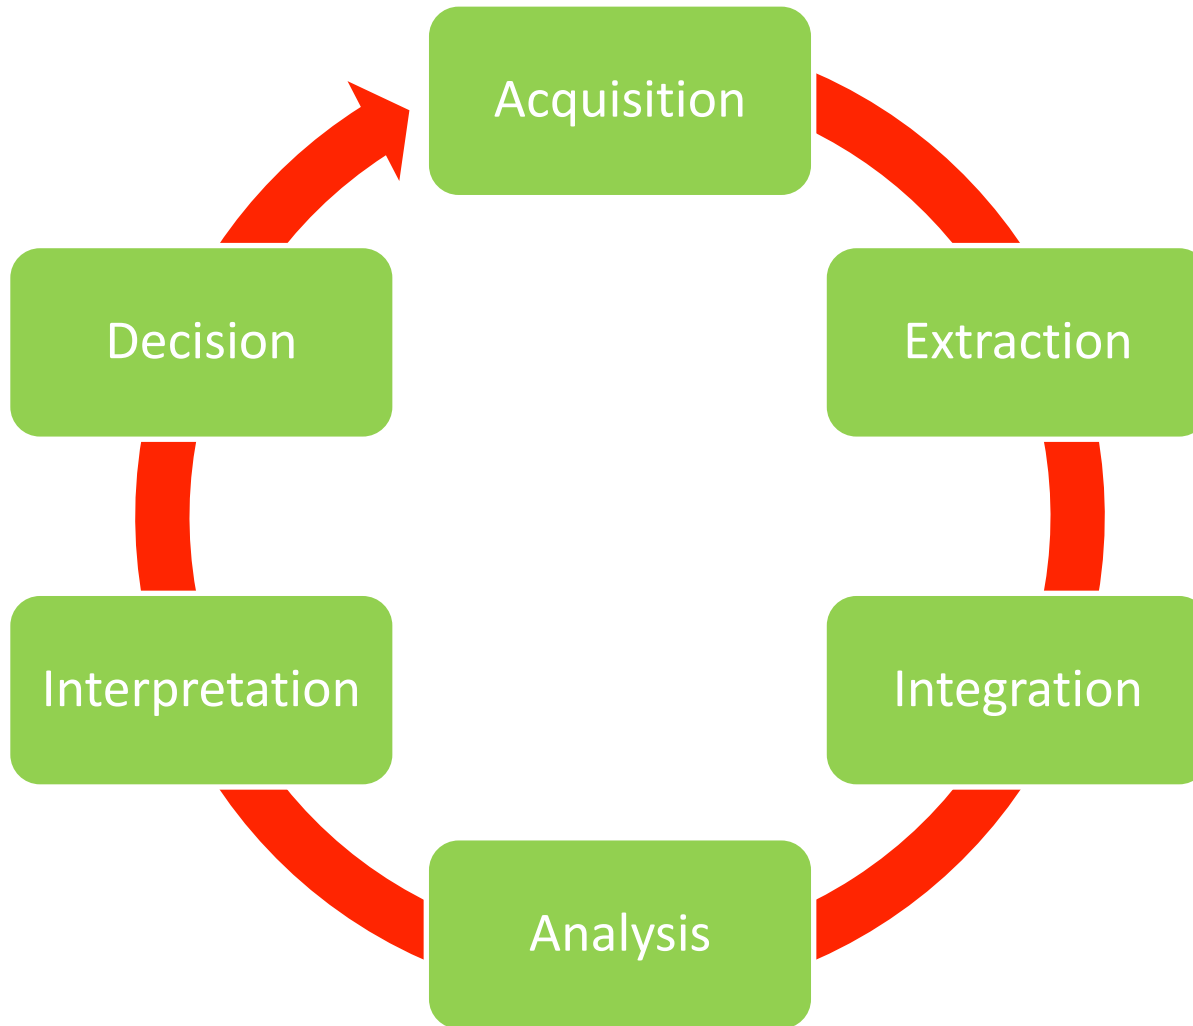 Acquisition
Extraction
Integration
Analysis
Interpretation
Decision